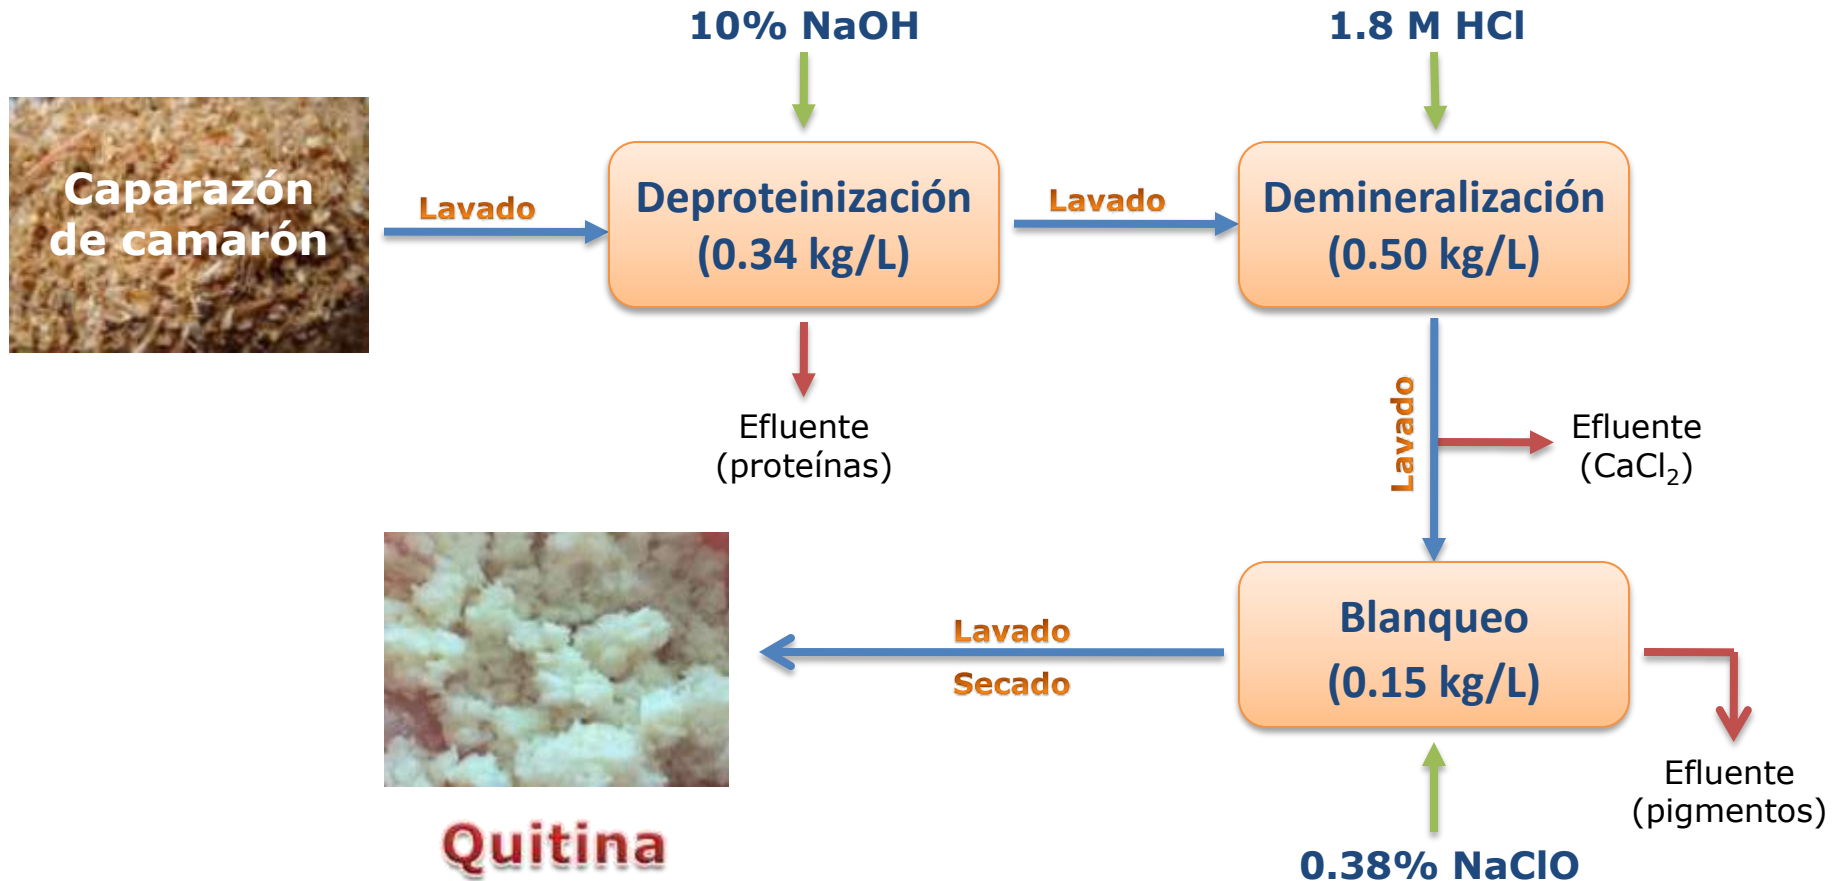 10% NaOH
1.8 M HCl
Caparazón
de camarón
Lavado
Deproteinización
(0.34 kg/L)
Lavado
Demineralización
(0.50 kg/L)
Efluente
(proteínas)
Lavado
Efluente
(CaCl₂)
Blanqueo
(0.15 kg/L)
Lavado
Secado
Efluente
(pigmentos)
Quitina
0.38% NaClO